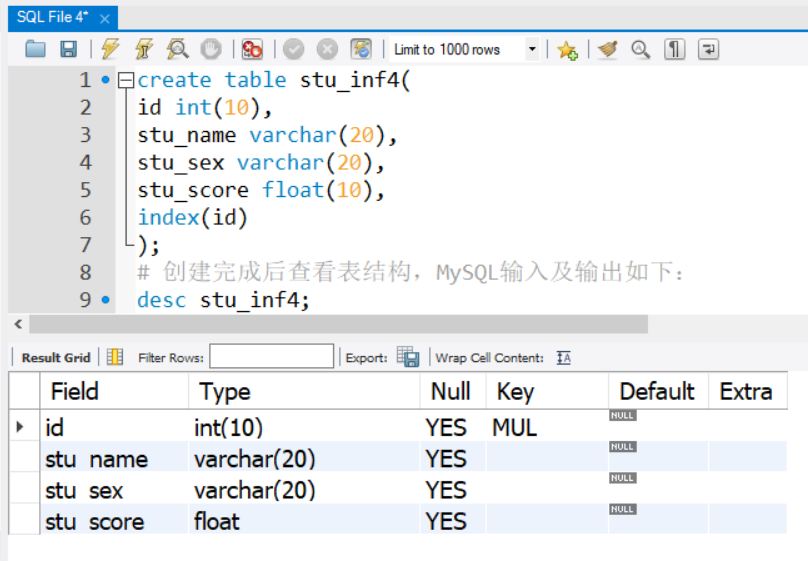 SQL File 4*
Limit to 1000 rows
1 create table stu_inf4(
2 id int(10),
3 stu_name varchar(20),
4 stu_sex varchar(20),
5 stu_score float(10),
6 index(id)
7 );
8 # 创建完成后查看表结构，MySQL输入及输出如下：
9 desc stu_inf4;
Result Grid Filter Rows: Export: Wrap Cell Content: IA
Field Type Null Key Default Extra
id int(10) YES MUL NULL
stu_name varchar(20) YES NULL
stu_sex varchar(20) YES NULL
stu_score float YES NULL